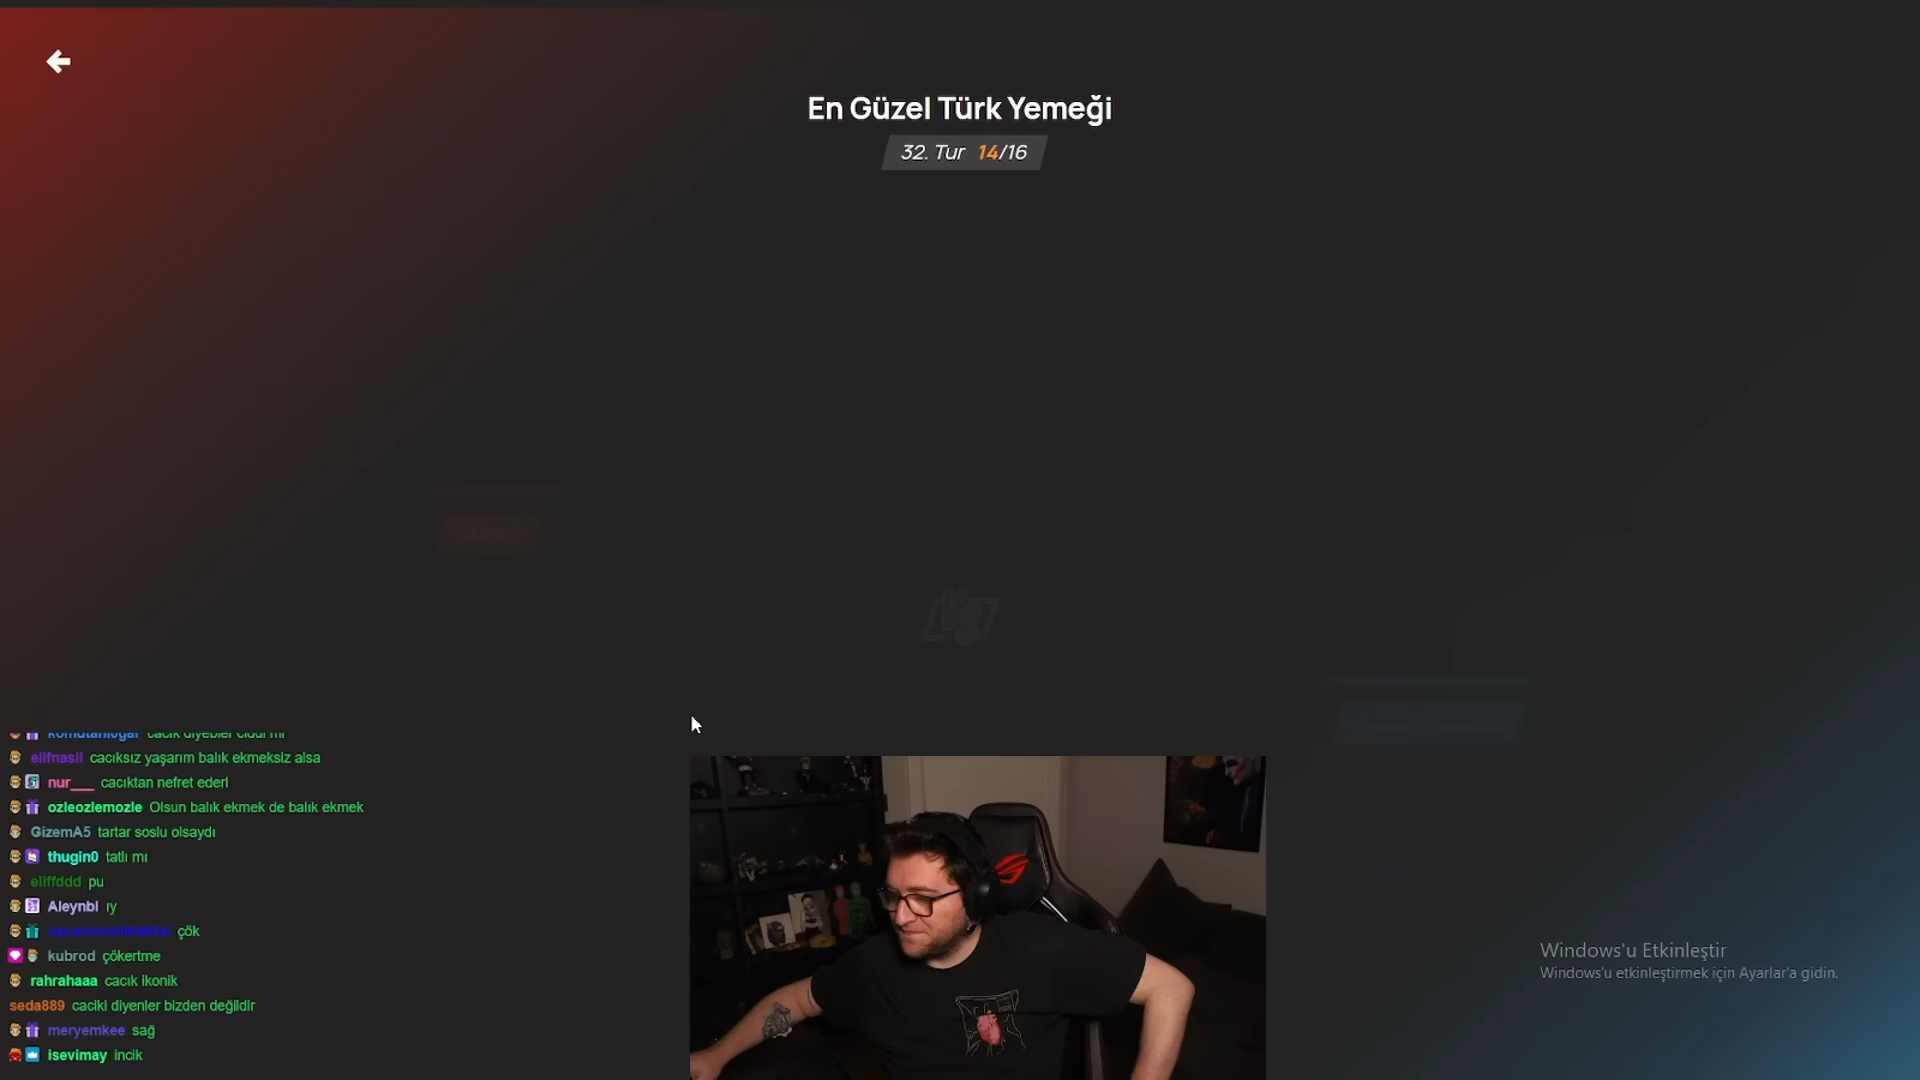 En Güzel Türk Yemeği
32. Tur 14/16
elifnasil cacıksız yaşarım balık ekmeksiz alsa
nur___ cacıktan nefret ederl
ozleozlemozle Olsun balık ekmek de balık ekmek
GizemA5 tartar soslu olsaydı
thugin0 tatlı mı
eliffddd pu
Aleynbl ıy
çök
kubrod çökertme
rahrahaaa cacık ikonik
seda889 caciki diyenler bizden değildir
meryemkee sağ
isevimay incik
Windows'u Etkinleştir
Windows'u etkinleştirmek için Ayarlar'a gidin.